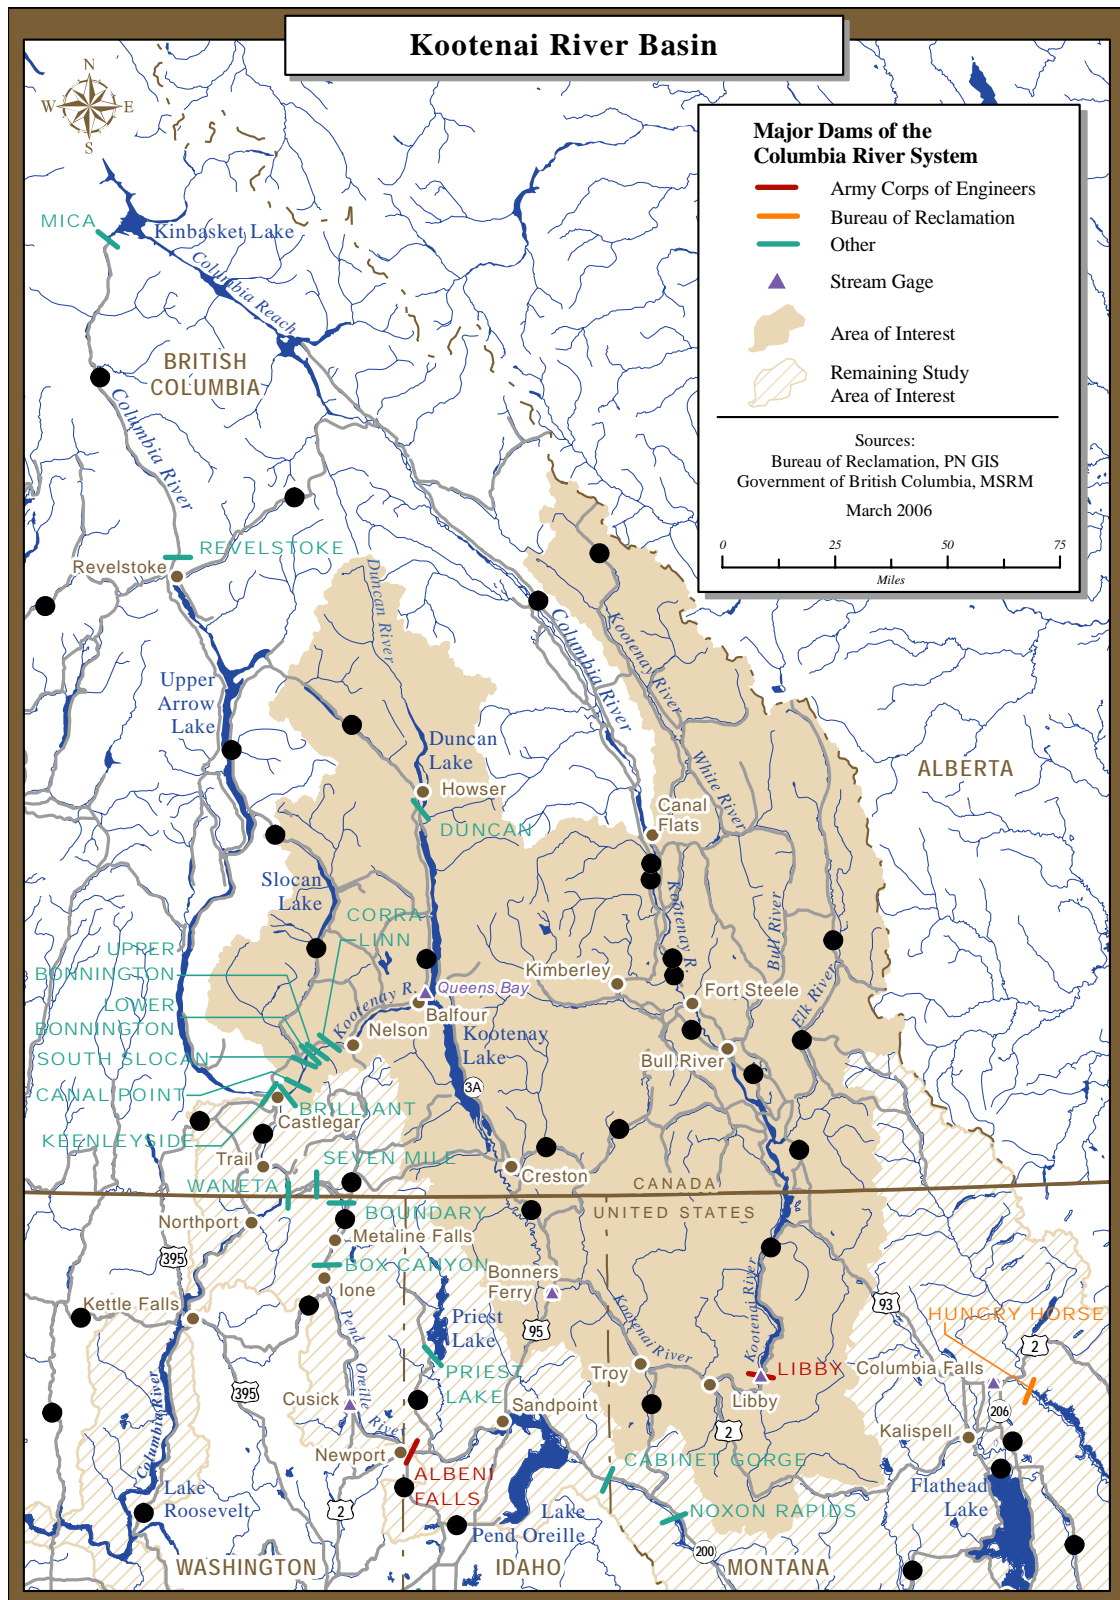 Kootenai River Basin
N
W
E
S
Major Dams of the
Columbia River System
Army Corps of Engineers
Bureau of Reclamation
Other
Stream Gage
Area of Interest
Remaining Study
Area of Interest
Sources:
Bureau of Reclamation, PN GIS
Government of British Columbia, MSRM
March 2006
0
25
50
75
Miles
MICA
Kinbasket Lake
Columbia Reach
BRITISH
COLUMBIA
Columbia River
REVELSTOKE
Revelstoke
Duncan River
Columbia River
Kootenay River
Upper
Arrow
Lake
Duncan
Lake
White River
ALBERTA
Howser
DUNCAN
Canal
Flats
Slocan
Lake
CORRA
LINN
Kootenay R.
Bull River
UPPER
BONNINGTON
Kimberley
Queens Bay
Fort Steele
LOWER
BONNINGTON
Kootenay R.
Balfour
Nelson
Elk River
Kootenay
Lake
SOUTH SLOCAN
Bull River
CANAL POINT
3A
BRILLIANT
Castlegar
KEENLEYSIDE
Trail
SEVEN MILE
Creston
WANETA
CANADA
UNITED STATES
BOUNDARY
Northport
Metaline Falls
395
BOX CANYON
Bonners
Ferry
Ione
Kootenai River
Kettle Falls
Priest
Lake
95
Kootenai River
93
HUNGRY HORSE
2
Pend
Oreille
River
PRIEST
LAKE
Troy
LIBBY
Columbia Falls
Libby
395
Cusick
Sandpoint
206
Columbia River
2
Kalispell
Newport
ALBENI
FALLS
CABINET GORGE
Lake
Roosevelt
2
Lake
Pend Oreille
NOXON RAPIDS
Flathead
Lake
200
WASHINGTON
IDAHO
MONTANA